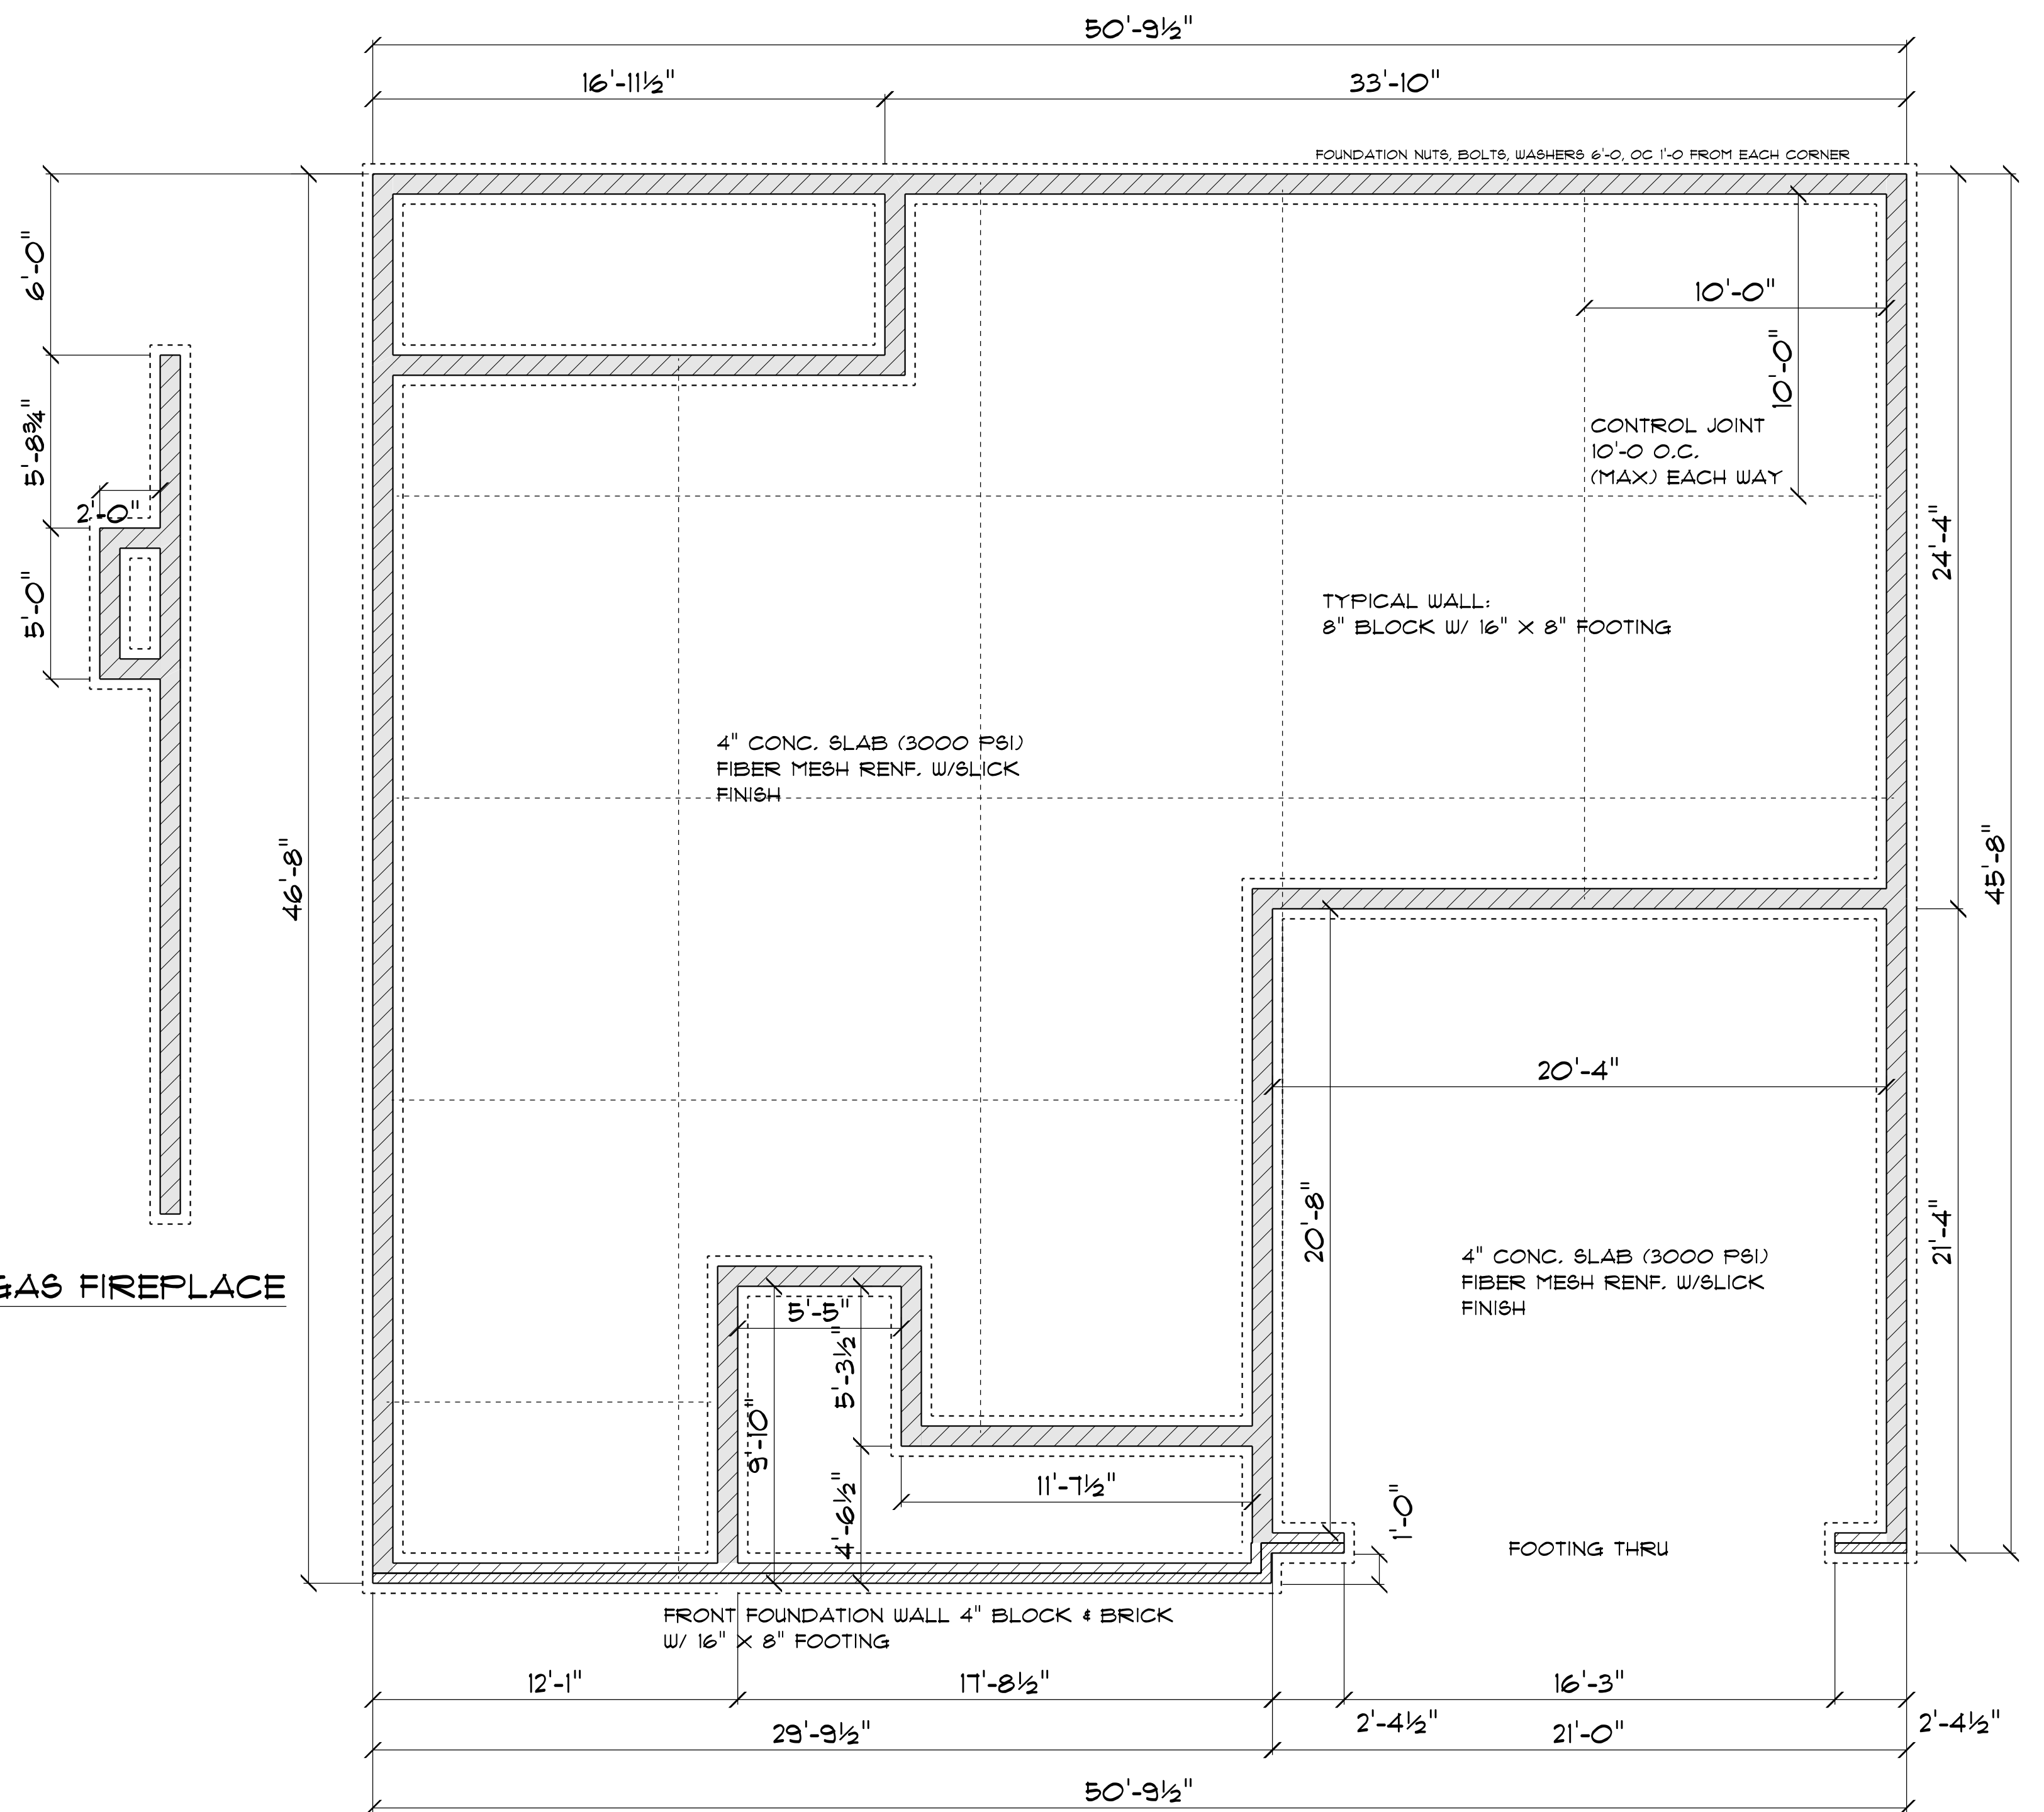 50'-9½"
16'-11½"
33'-10"
FOUNDATION NUTS, BOLTS, WASHERS 6'-0, OC 1'-0 FROM EACH CORNER
6'-0"
10'-0"
10'-0"
5'-8¾"
CONTROL JOINT
10'-0 O.C.
(MAX) EACH WAY
2'-0"
24'-4"
5'-0"
TYPICAL WALL:
8" BLOCK W/ 16" X 8" FOOTING
4" CONC. SLAB (3000 PSI)
FIBER MESH RENF. W/SLICK
FINISH
46'-8"
45'-8"
20'-4"
20'-8"
21'-4"
4" CONC. SLAB (3000 PSI)
FIBER MESH RENF. W/SLICK
FINISH
GAS FIREPLACE
5'-5"
5'-3½"
9'-10"
11'-7½"
4'-6½"
1'-0"
FOOTING THRU
FRONT FOUNDATION WALL 4" BLOCK & BRICK
W/ 16" X 8" FOOTING
12'-1"
17'-8½"
16'-3"
2'-4½"
2'-4½"
29'-9½"
21'-0"
50'-9½"